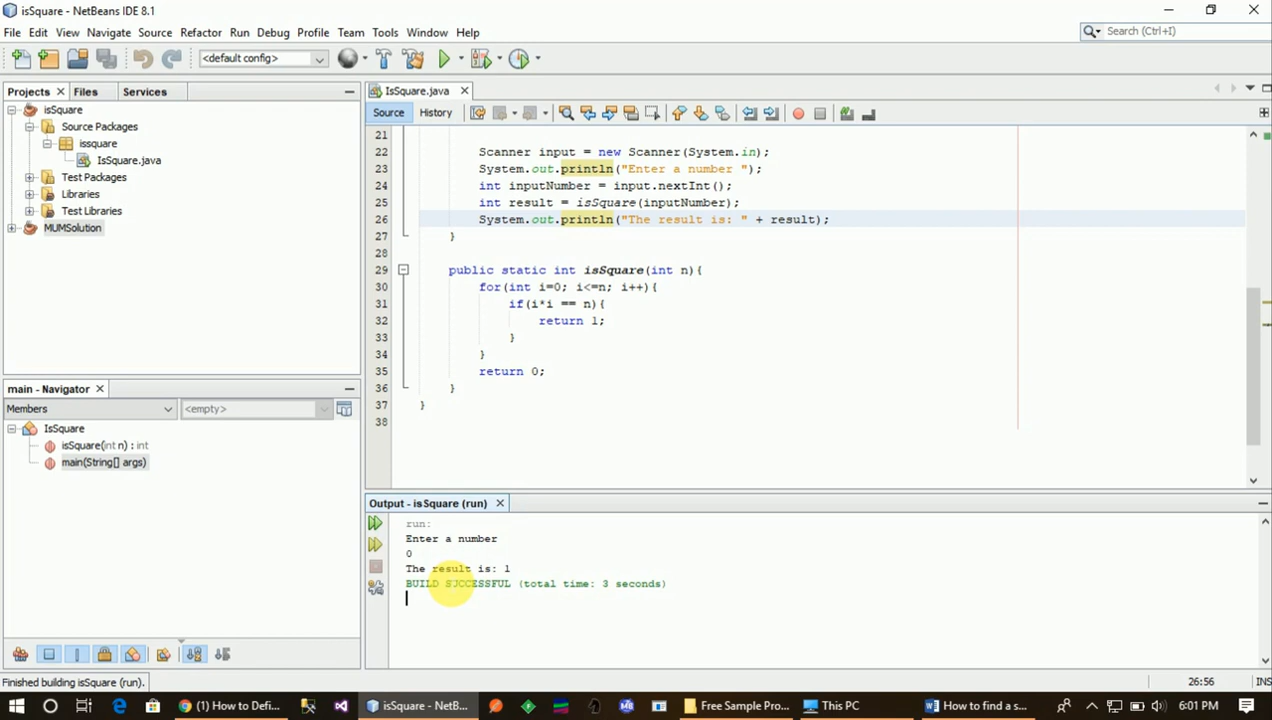 isSquare - NetBeans IDE 8.1
File Edit View Navigate Source Refactor Run Debug Profile Team Tools Window Help
Search (Ctrl+I)
<default config>
Projects Files Services
isSquare
Source Packages
issquare
IsSquare.java
Test Packages
Libraries
Test Libraries
MUMSolution
main - Navigator
Members <empty>
IsSquare
isSquare(int n) : int
main(String[] args)
IsSquare.java
Source History
21
22 Scanner input = new Scanner(System.in);
23 System.out.println("Enter a number ");
24 int inputNumber = input.nextInt();
25 int result = isSquare(inputNumber);
26 System.out.println("The result is: " + result);
27 }
28
29 public static int isSquare(int n){
30 for(int i=0; i<=n; i++){
31 if(i*i == n){
32 return 1;
33 }
34 }
35 return 0;
36 }
37 }
38
Output - isSquare (run)
run:
Enter a number
0
The result is: 1
BUILD SUCCESSFUL (total time: 3 seconds)
Finished building isSquare (run).
26:56 INS
(1) How to Defi... isSquare - NetB... Free Sample Pro... This PC How to find a s... 6:01 PM